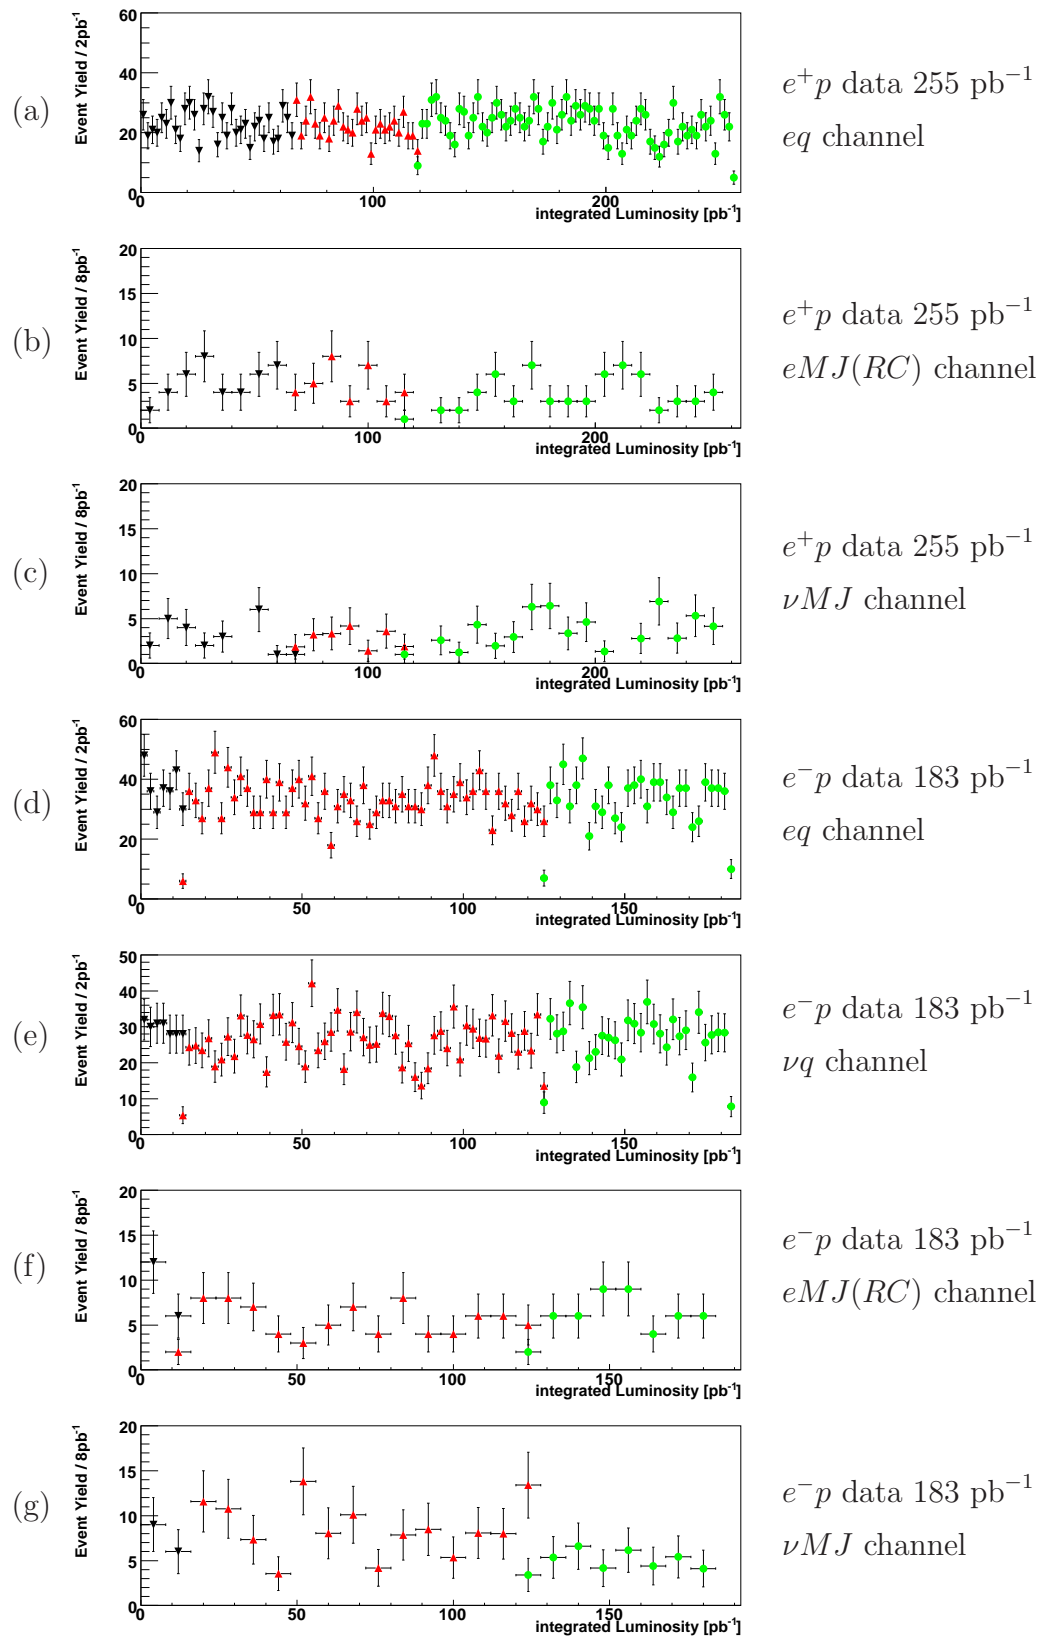 (a)
Event Yield / 2pb⁻¹
60
40
20
0
0 100 200
integrated Luminosity [pb⁻¹]
e⁺p data 255 pb⁻¹
eq channel
(b)
Event Yield / 8pb⁻¹
20
15
10
5
0
100 200
integrated Luminosity [pb⁻¹]
e⁺p data 255 pb⁻¹
eMJ(RC) channel
(c)
Event Yield / 8pb⁻¹
20
15
10
5
0
100 200
integrated Luminosity [pb⁻¹]
e⁺p data 255 pb⁻¹
νMJ channel
(d)
Event Yield / 2pb⁻¹
60
40
20
0
0 50 100 150
integrated Luminosity [pb⁻¹]
e⁻p data 183 pb⁻¹
eq channel
(e)
Event Yield / 2pb⁻¹
50
40
30
20
10
0
0 50 100 150
integrated Luminosity [pb⁻¹]
e⁻p data 183 pb⁻¹
νq channel
(f)
Event Yield / 8pb⁻¹
20
15
10
5
0
50 100 150
integrated Luminosity [pb⁻¹]
e⁻p data 183 pb⁻¹
eMJ(RC) channel
(g)
Event Yield / 8pb⁻¹
20
15
10
5
0
0 50 100 150
integrated Luminosity [pb⁻¹]
e⁻p data 183 pb⁻¹
νMJ channel